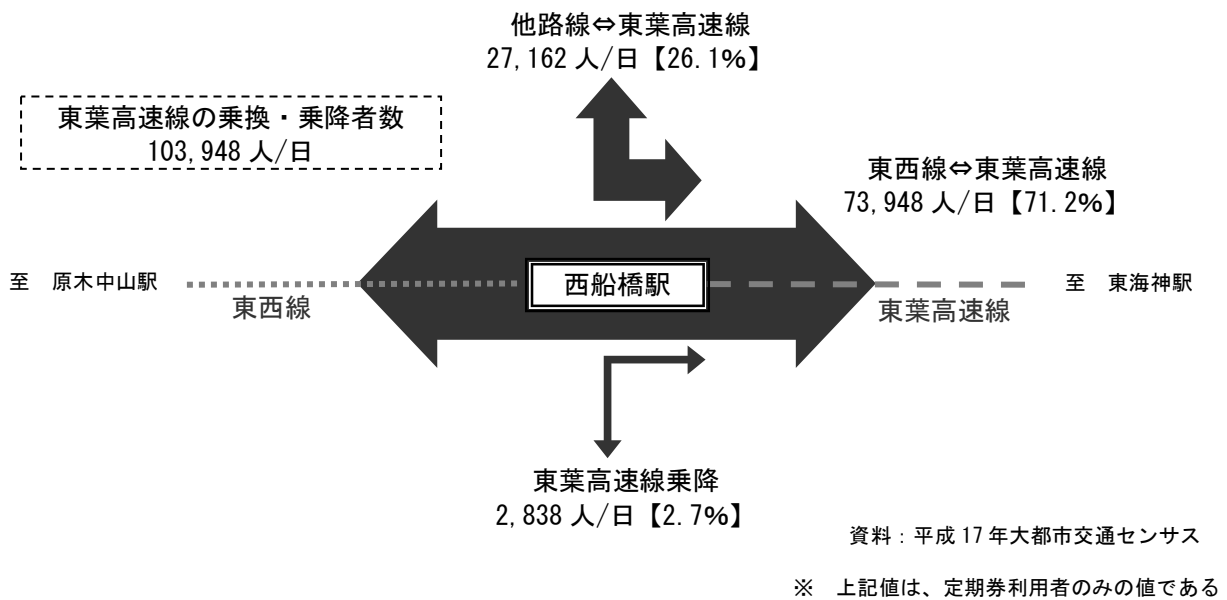 他路線⇔東葉高速線
27,162 人/日【26.1%】
東葉高速線の乗換・乗降者数
103,948 人/日
東西線⇔東葉高速線
73,948 人/日【71.2%】
至 原木中山駅
西船橋駅
至 東海神駅
東西線
東葉高速線
東葉高速線乗降
2,838 人/日【2.7%】
資料：平成 17 年大都市交通センサス
※ 上記値は、定期券利用者のみの値である